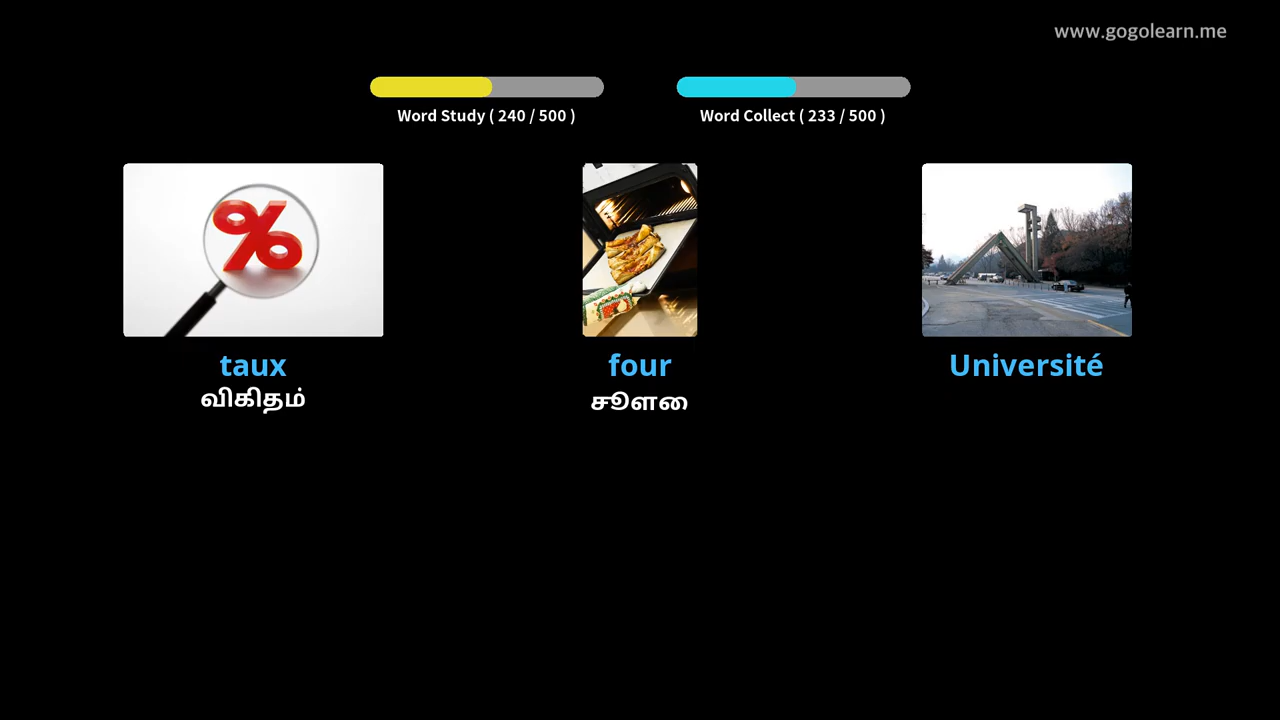 www.gogolearn.me
Word Study ( 240 / 500 )
Word Collect ( 233 / 500 )
taux
விகிதம்
four
சூளை
Université